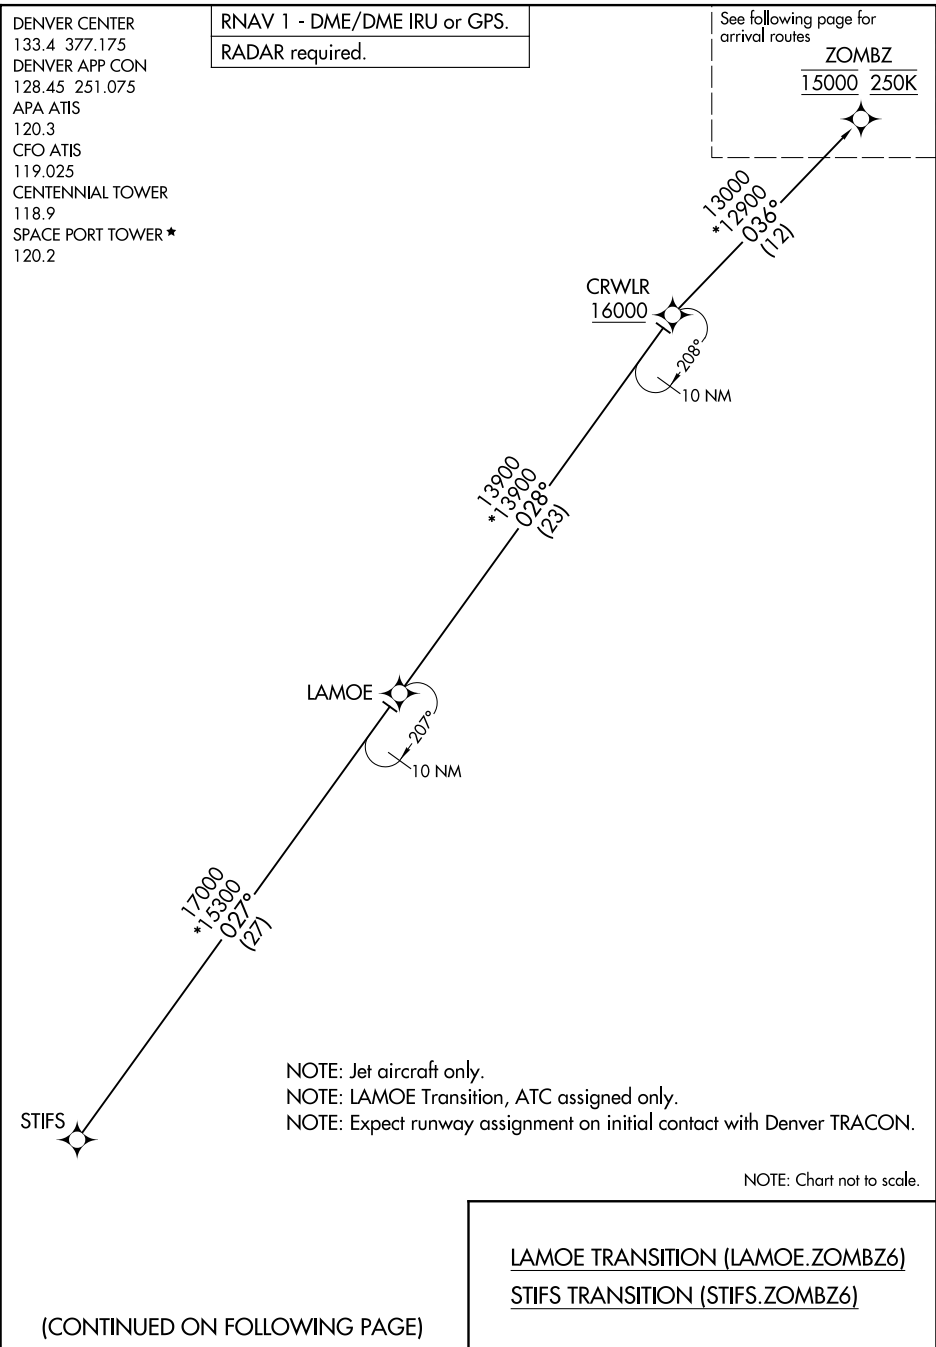 DENVER CENTER
133.4 377.175
DENVER APP CON
128.45 251.075
APA ATIS
120.3
CFO ATIS
119.025
CENTENNIAL TOWER
118.9
SPACE PORT TOWER★
120.2
RNAV 1 - DME/DME IRU or GPS.
RADAR required.
See following page for
arrival routes
ZOMBZ
15000 250K
13000
*12900
036°
(12)
CRWLR
16000
208°
10 NM
13900
*13900
028°
(23)
LAMOE
207°
10 NM
17000
*15300
027°
(27)
STIFS
NOTE: Jet aircraft only.
NOTE: LAMOE Transition, ATC assigned only.
NOTE: Expect runway assignment on initial contact with Denver TRACON.
NOTE: Chart not to scale.
LAMOE TRANSITION (LAMOE.ZOMBZ6)
STIFS TRANSITION (STIFS.ZOMBZ6)
(CONTINUED ON FOLLOWING PAGE)